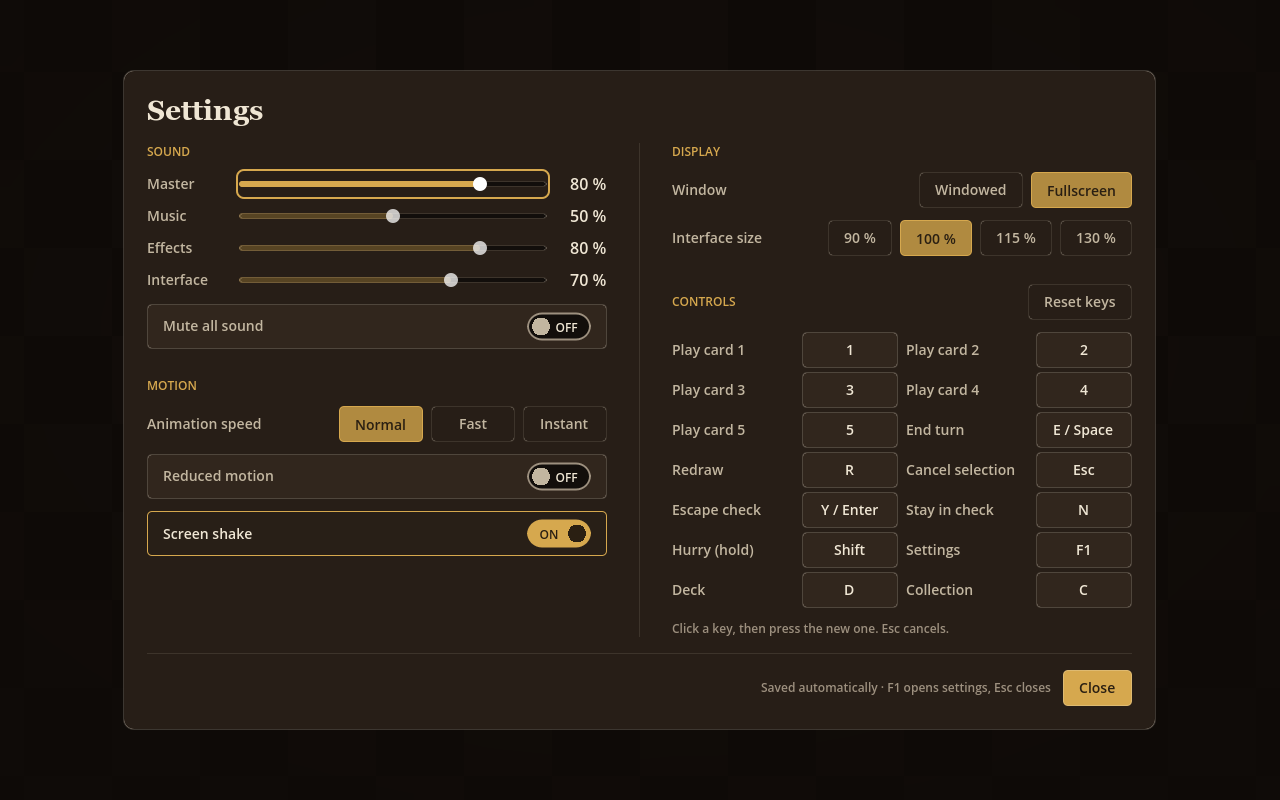 Settings
SOUND
Master 80 %
Music 50 %
Effects 80 %
Interface 70 %
Mute all sound OFF
MOTION
Animation speed Normal Fast Instant
Reduced motion OFF
Screen shake ON
DISPLAY
Window Windowed Fullscreen
Interface size 90 % 100 % 115 % 130 %
CONTROLS Reset keys
Play card 1 1 Play card 2 2
Play card 3 3 Play card 4 4
Play card 5 5 End turn E / Space
Redraw R Cancel selection Esc
Escape check Y / Enter Stay in check N
Hurry (hold) Shift Settings F1
Deck D Collection C
Click a key, then press the new one. Esc cancels.
Saved automatically · F1 opens settings, Esc closes Close